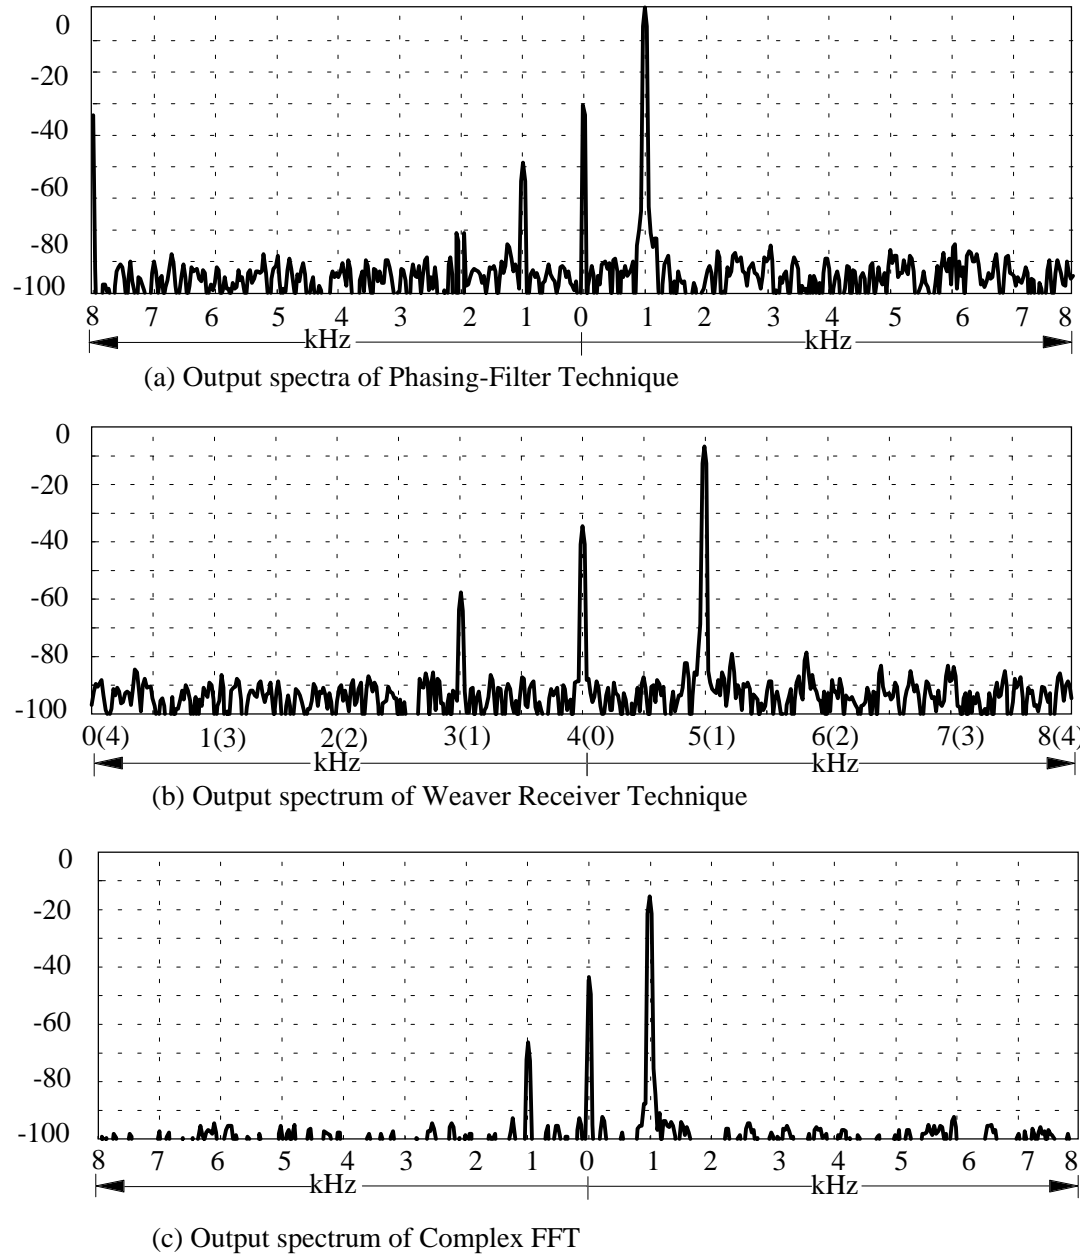 0
-20
-40
-60
-80
-100
8 7 6 5 4 3 2 1 0 1 2 3 4 5 6 7 8
kHz kHz
(a) Output spectra of Phasing-Filter Technique
0
-20
-40
-60
-80
-100
0(4) 1(3) 2(2) 3(1) 4(0) 5(1) 6(2) 7(3) 8(4)
kHz kHz
(b) Output spectrum of Weaver Receiver Technique
0
-20
-40
-60
-80
-100
8 7 6 5 4 3 2 1 0 1 2 3 4 5 6 7 8
kHz kHz
(c) Output spectrum of Complex FFT